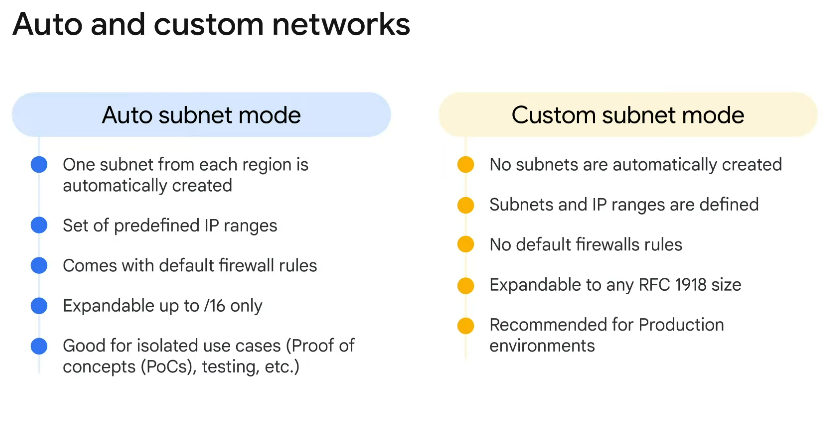 Auto and custom networks
Auto subnet mode
One subnet from each region is
automatically created
Set of predefined IP ranges
Comes with default firewall rules
Expandable up to /16 only
Good for isolated use cases (Proof of
concepts (PoCs), testing, etc.)
Custom subnet mode
No subnets are automatically created
Subnets and IP ranges are defined
No default firewalls rules
Expandable to any RFC 1918 size
Recommended for Production
environments